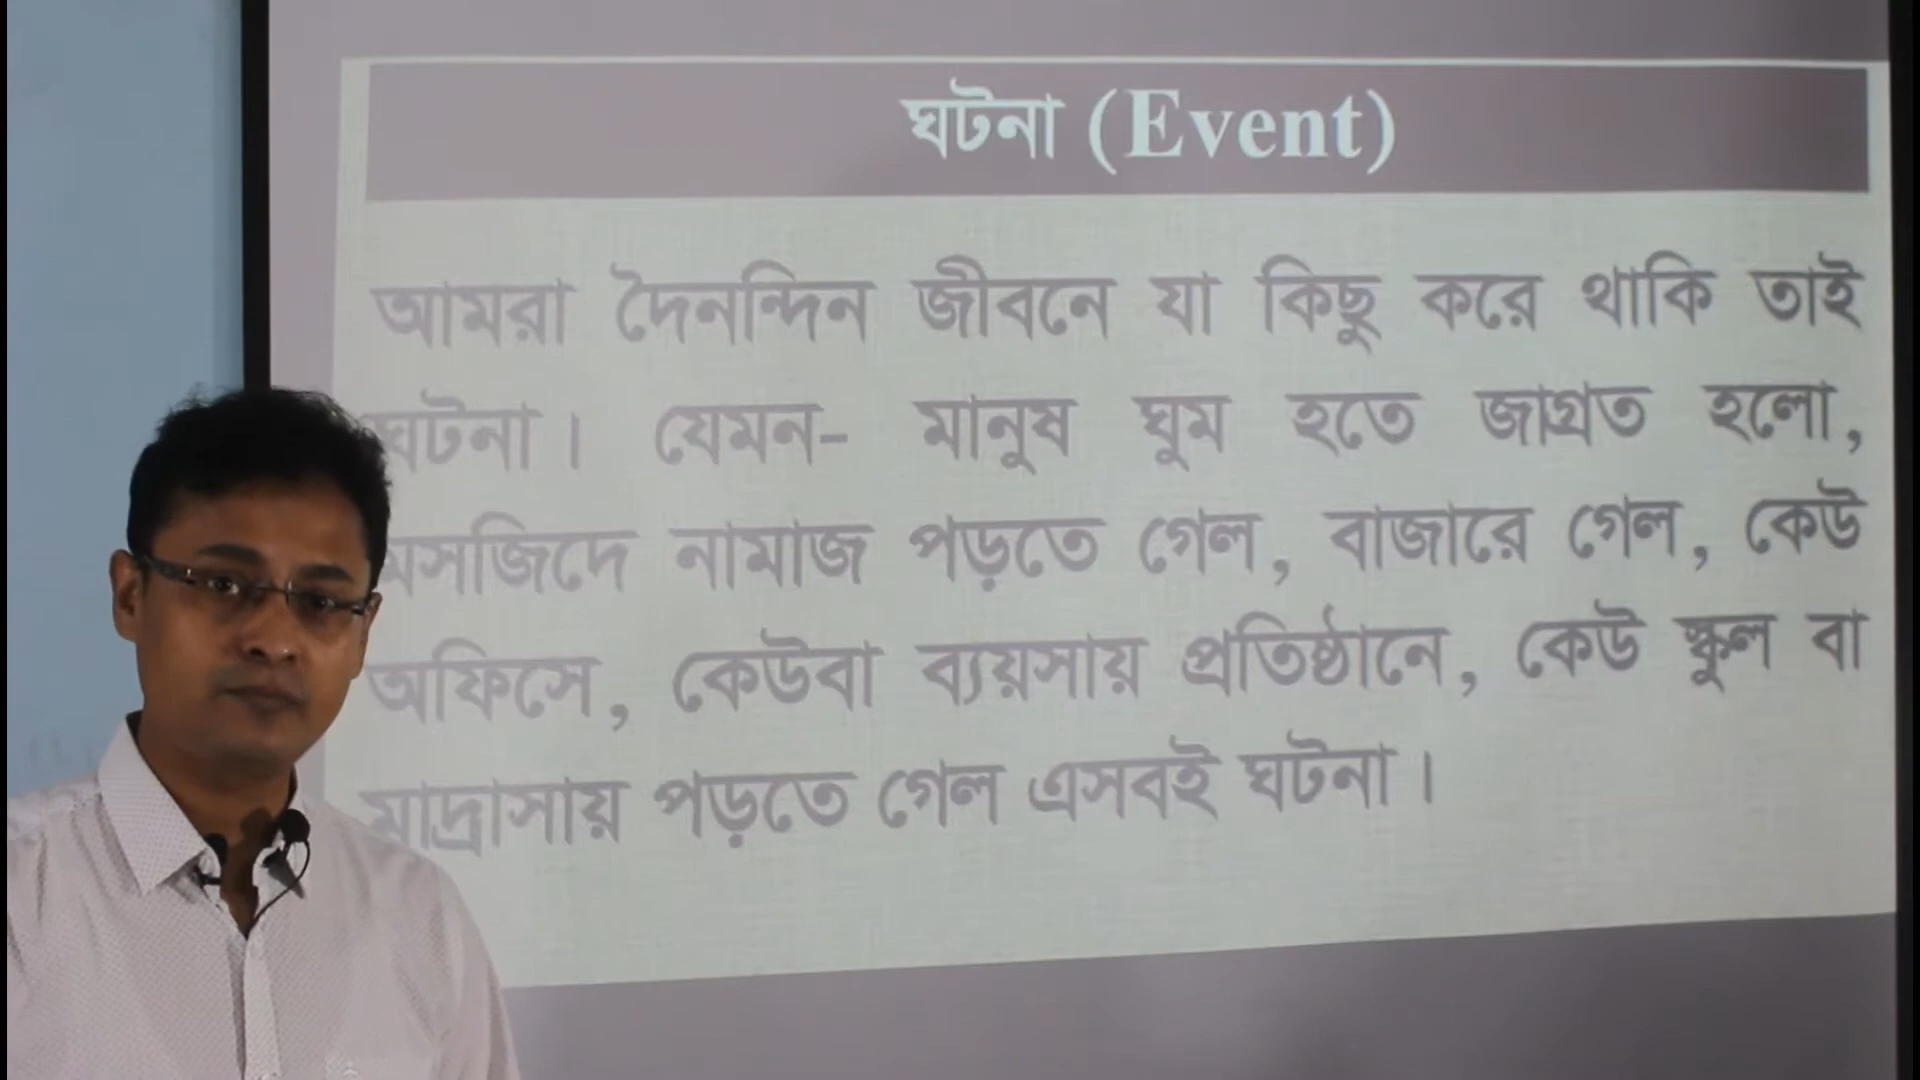 ঘটনা (Event)
আমরা দৈনন্দিন জীবনে যা কিছু করে থাকি তাই
ঘটনা। যেমন- মানুষ ঘুম হতে জাগ্রত হলো,
মসজিদে নামাজ পড়তে গেল, বাজারে গেল, কেউ
অফিসে, কেউবা ব্যয়সায় প্রতিষ্ঠানে, কেউ স্কুল বা
মাদ্রাসায় পড়তে গেল এসবই ঘটনা।